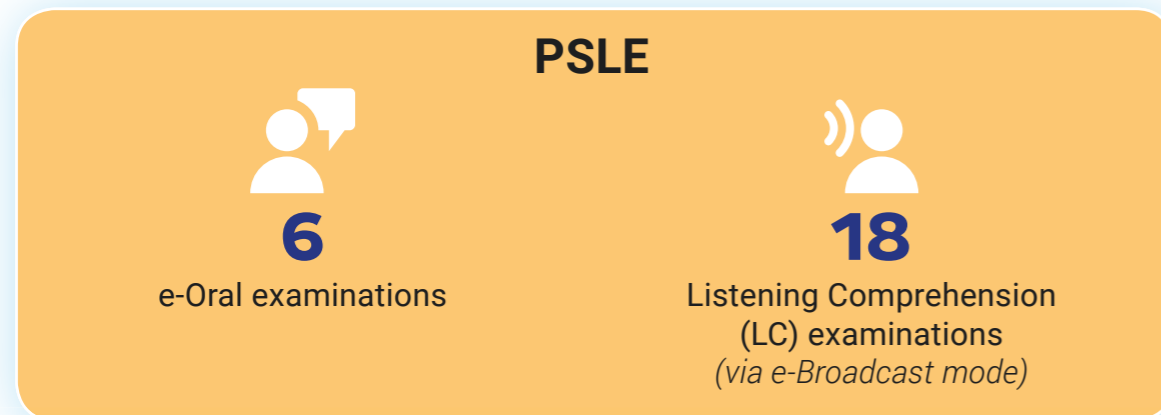 PSLE
6
e-Oral examinations
18
Listening Comprehension
(LC) examinations
(via e-Broadcast mode)